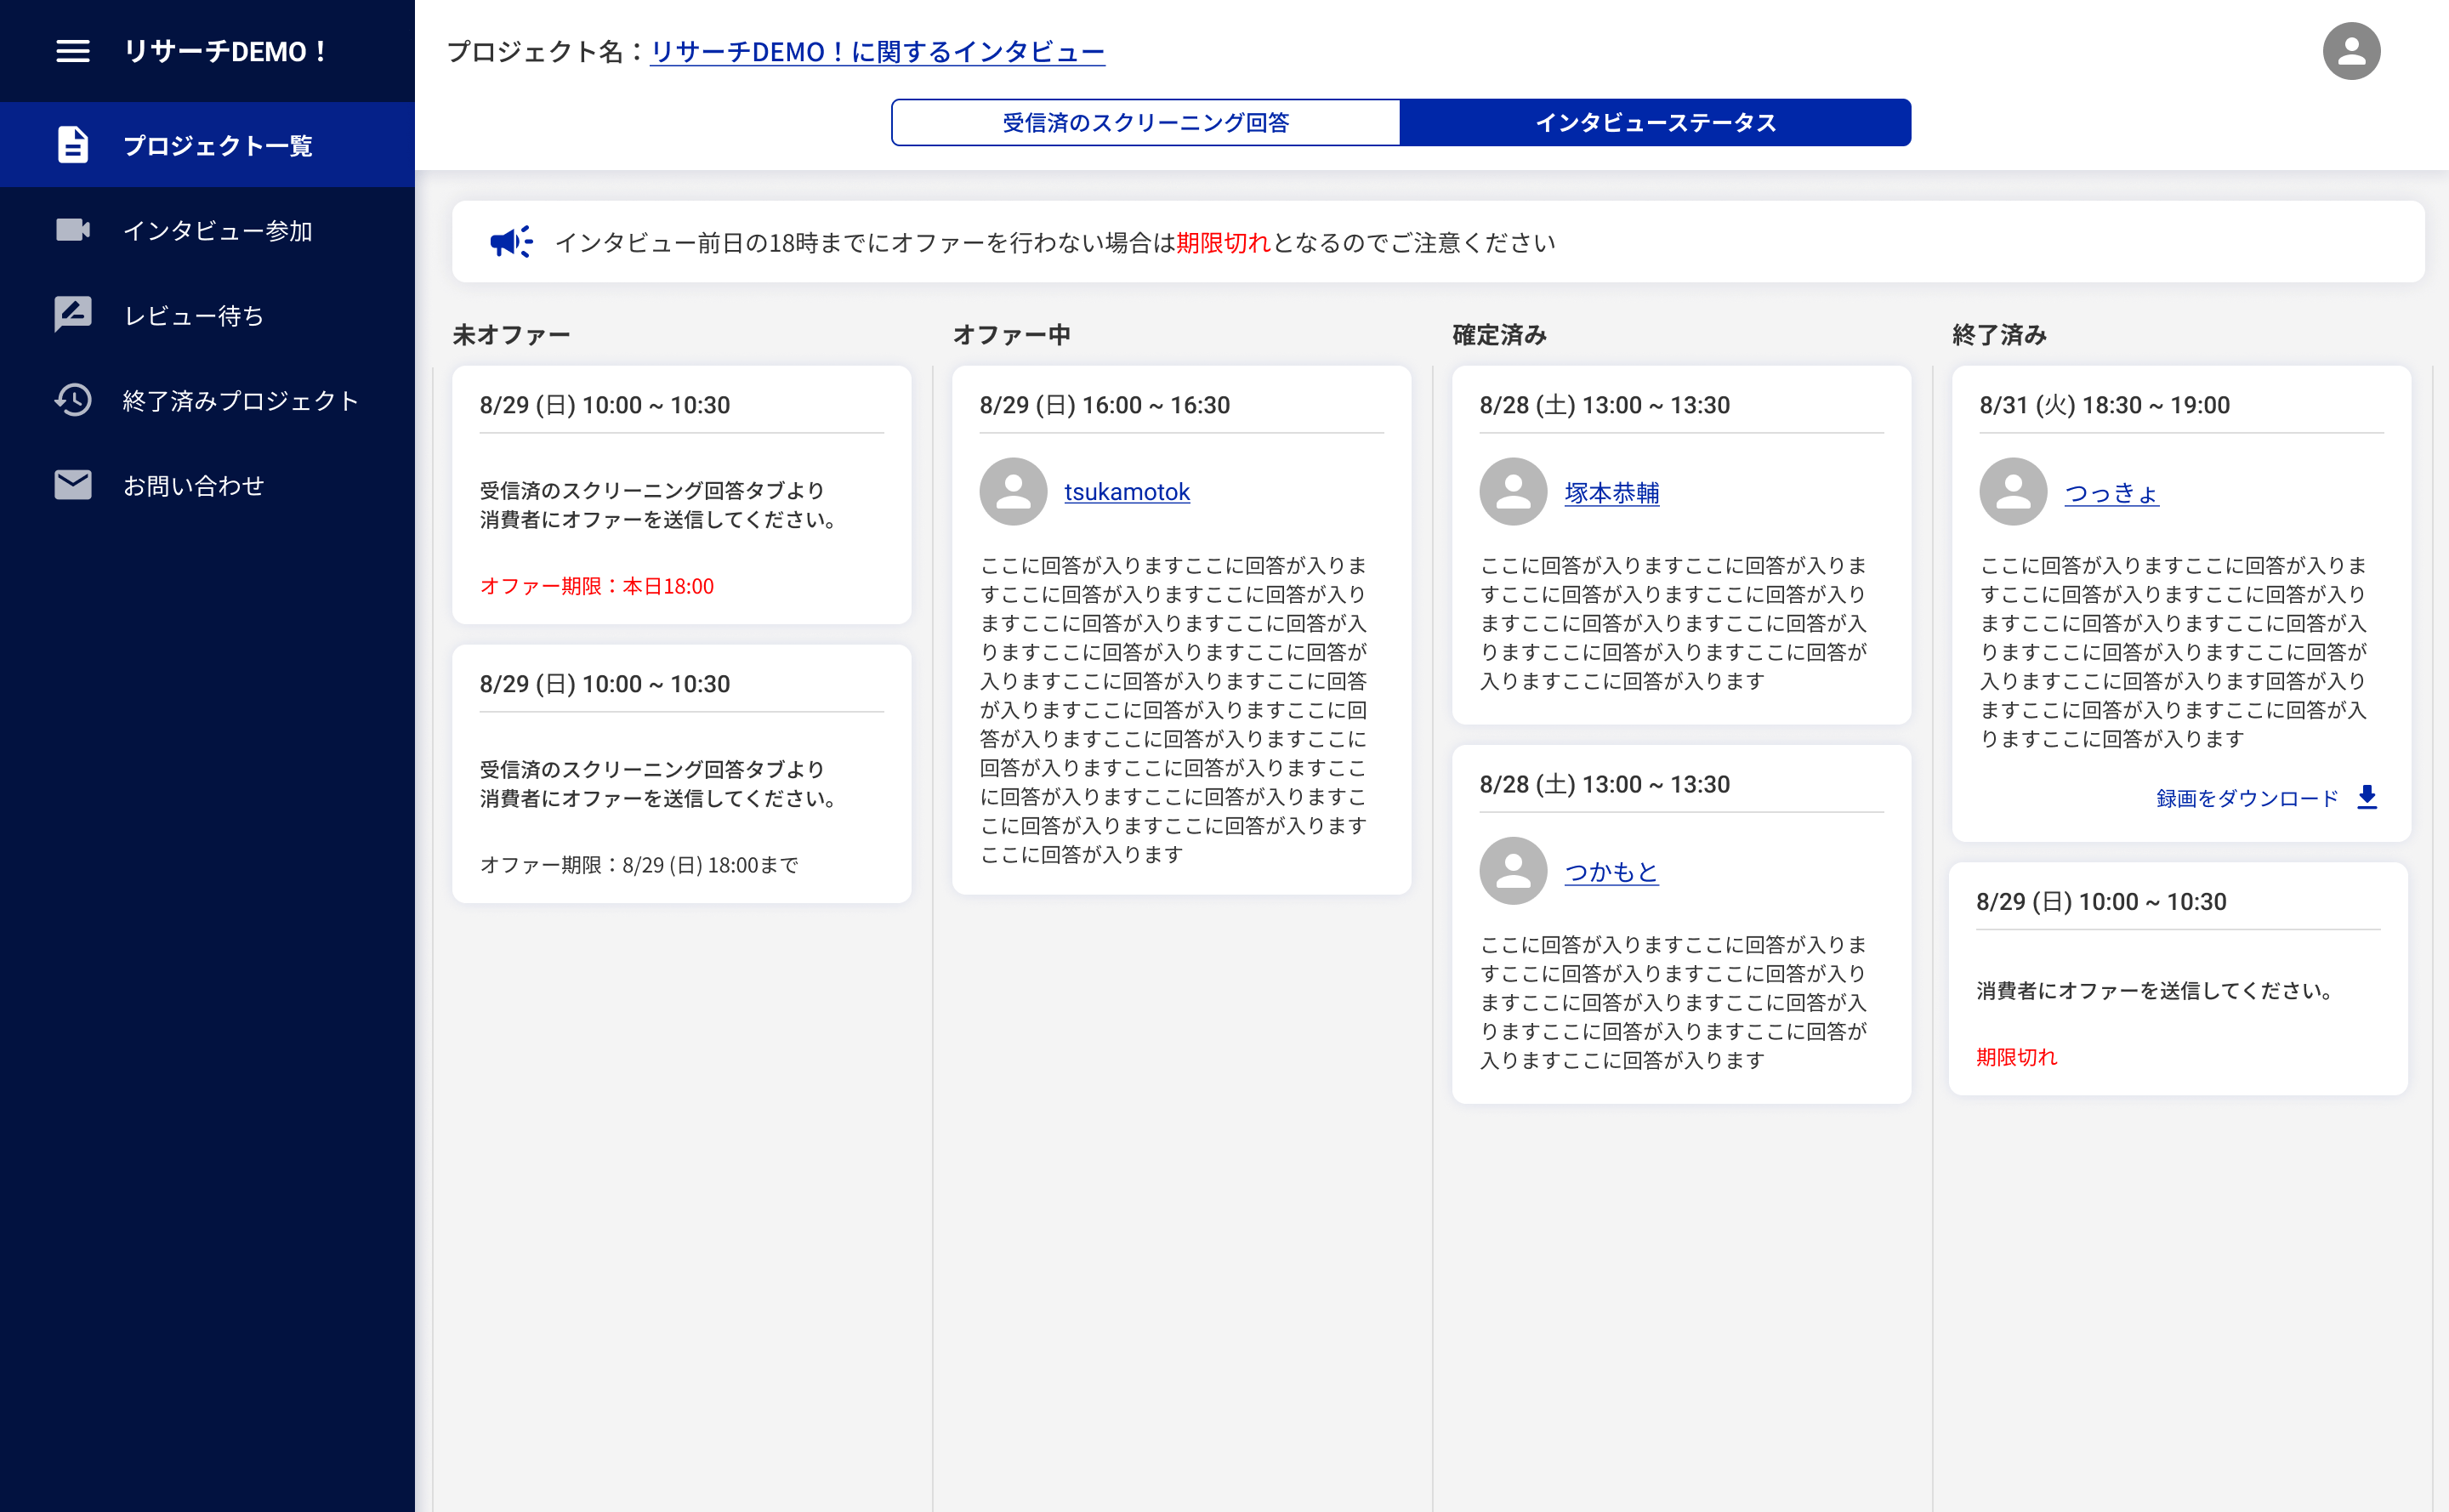 リサーチDEMO！
プロジェクト一覧
インタビュー参加
レビュー待ち
終了済みプロジェクト
お問い合わせ
プロジェクト名：リサーチDEMO！に関するインタビュー
受信済のスクリーニング回答
インタビューステータス
インタビュー前日の18時までにオファーを行わない場合は期限切れとなるのでご注意ください
未オファー
8/29 (日) 10:00 ~ 10:30
受信済のスクリーニング回答タブより
消費者にオファーを送信してください。
オファー期限：本日18:00
8/29 (日) 10:00 ~ 10:30
受信済のスクリーニング回答タブより
消費者にオファーを送信してください。
オファー期限：8/29 (日) 18:00まで
オファー中
8/29 (日) 16:00 ~ 16:30
tsukamotok
ここに回答が入りますここに回答が入りま
すここに回答が入りますここに回答が入り
ますここに回答が入りますここに回答が入
りますここに回答が入りますここに回答が
入りますここに回答が入りますここに回答
が入りますここに回答が入りますここに回
答が入りますここに回答が入りますここに
回答が入りますここに回答が入りますここ
に回答が入りますここに回答が入りますこ
こに回答が入りますここに回答が入ります
ここに回答が入ります
確定済み
8/28 (土) 13:00 ~ 13:30
塚本恭輔
ここに回答が入りますここに回答が入りま
すここに回答が入りますここに回答が入り
ますここに回答が入りますここに回答が入
りますここに回答が入りますここに回答が
入りますここに回答が入ります
8/28 (土) 13:00 ~ 13:30
つかもと
ここに回答が入りますここに回答が入りま
すここに回答が入りますここに回答が入り
ますここに回答が入りますここに回答が入
りますここに回答が入りますここに回答が
入りますここに回答が入ります
終了済み
8/31 (火) 18:30 ~ 19:00
つっきょ
ここに回答が入りますここに回答が入りま
すここに回答が入りますここに回答が入り
ますここに回答が入りますここに回答が入
りますここに回答が入りますここに回答が
入りますここに回答が入ります回答が入り
ますここに回答が入りますここに回答が入
りますここに回答が入ります
録画をダウンロード
8/29 (日) 10:00 ~ 10:30
消費者にオファーを送信してください。
期限切れ